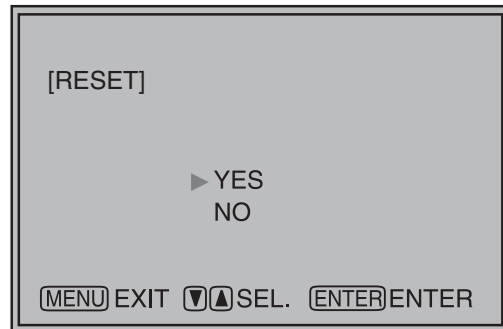 [RESET]
▶ YES
NO
MENU EXIT ▼▲ SEL. ENTER ENTER